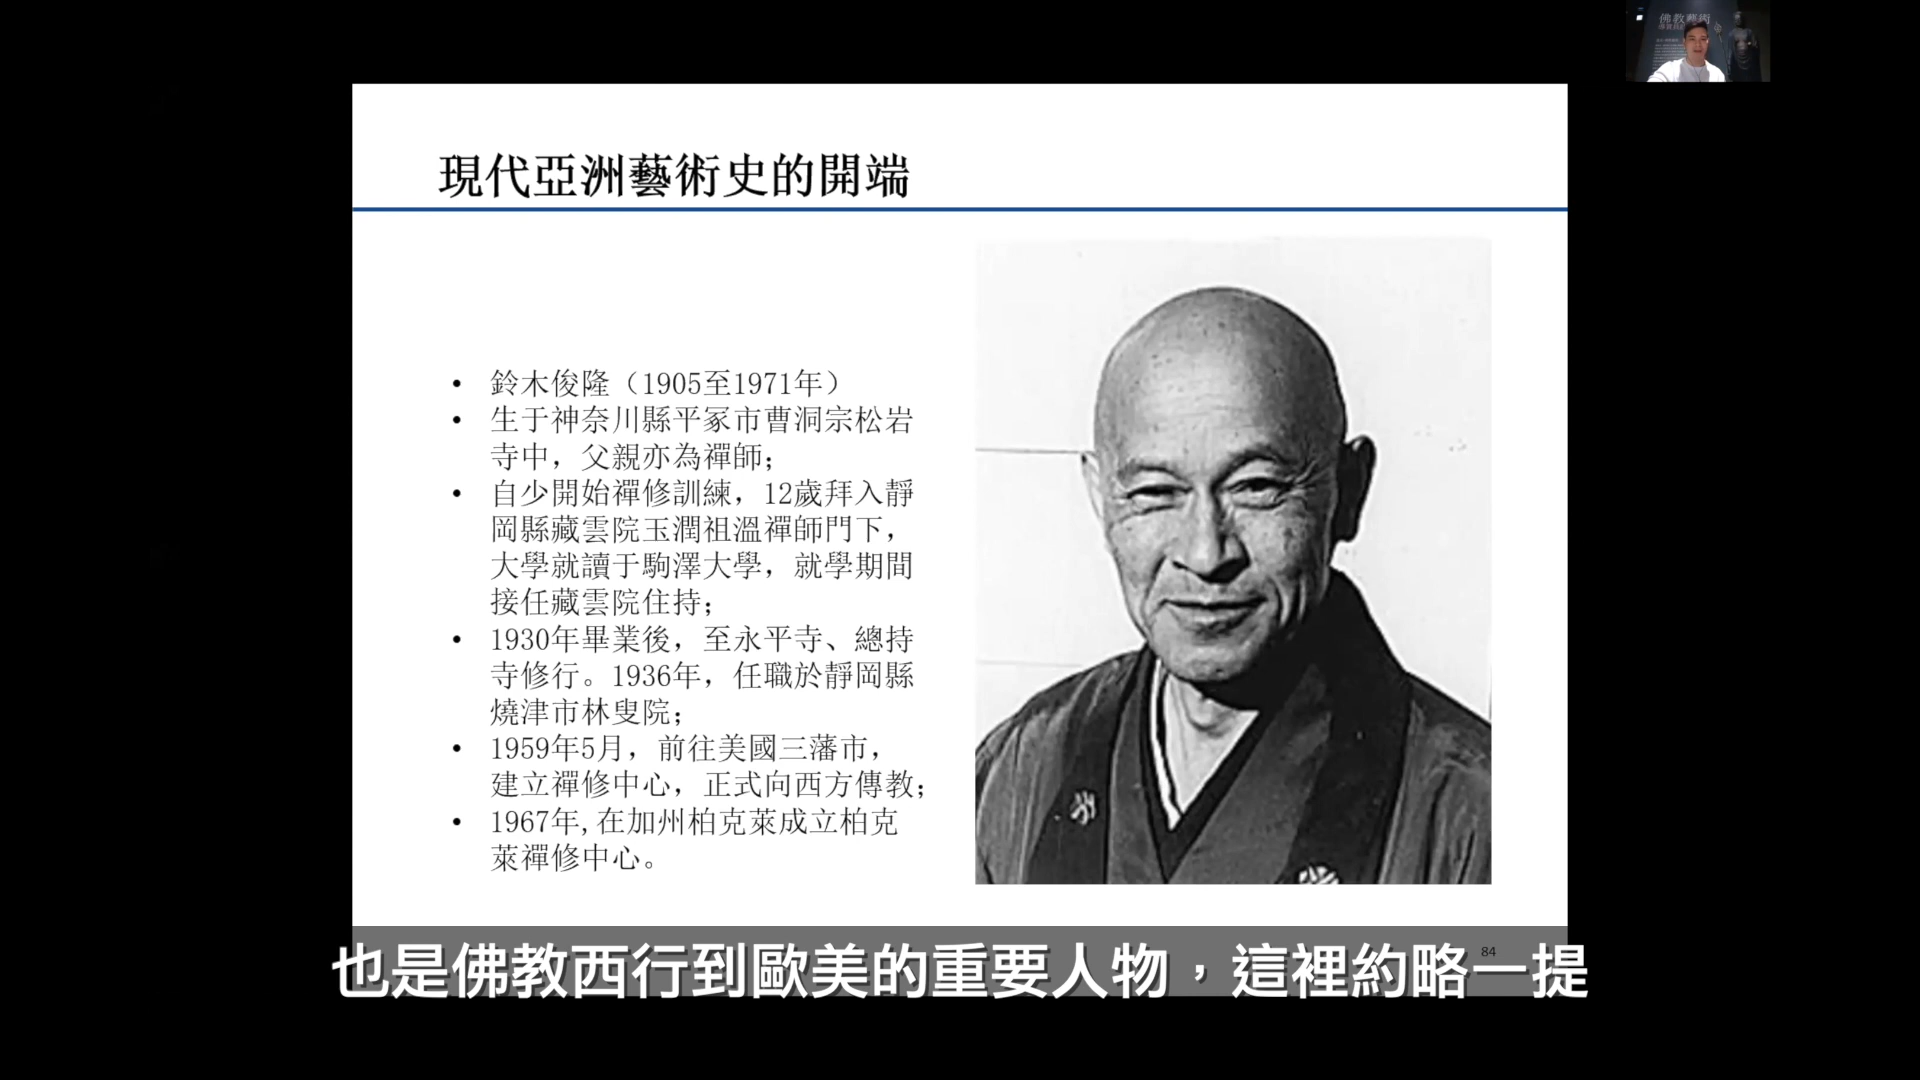 佛教藝術
現代亞洲藝術史的開端
• 鈴木俊隆（1905至1971年）
• 生于神奈川縣平冢市曹洞宗松岩
寺中，父親亦為禪師；
• 自少開始禪修訓練，12歲拜入靜
岡縣藏雲院玉潤祖溫禪師門下，
大學就讀于駒澤大學，就學期間
接任藏雲院住持；
• 1930年畢業後，至永平寺、總持
寺修行。1936年，任職於靜岡縣
燒津市林叟院；
• 1959年5月，前往美國三藩市，
建立禪修中心，正式向西方傳教；
• 1967年,在加州柏克萊成立柏克
萊禪修中心。
84
也是佛教西行到歐美的重要人物，這裡約略一提